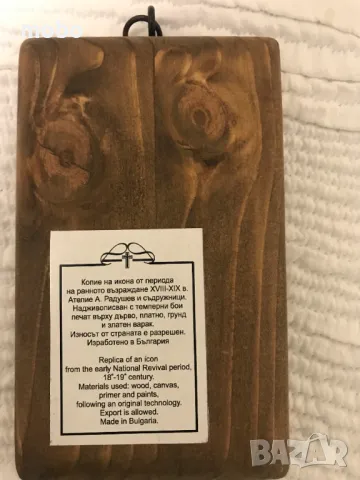 Копие на икона от периода
на ранното възраждане XVIII-XIX в.
Ателие А. Радушев и съдружници.
Надживописван с темперни бои
печат върху дърво, платно, грунд
и златен варак.
Износът от страната е разрешен.
Изработено в България
Replica of an icon
from the early National Revival period,
18th-19th century.
Materials used: wood, canvas,
primer and paints,
following an original technology.
Export is allowed.
Made in Bulgaria.
bazar.bg